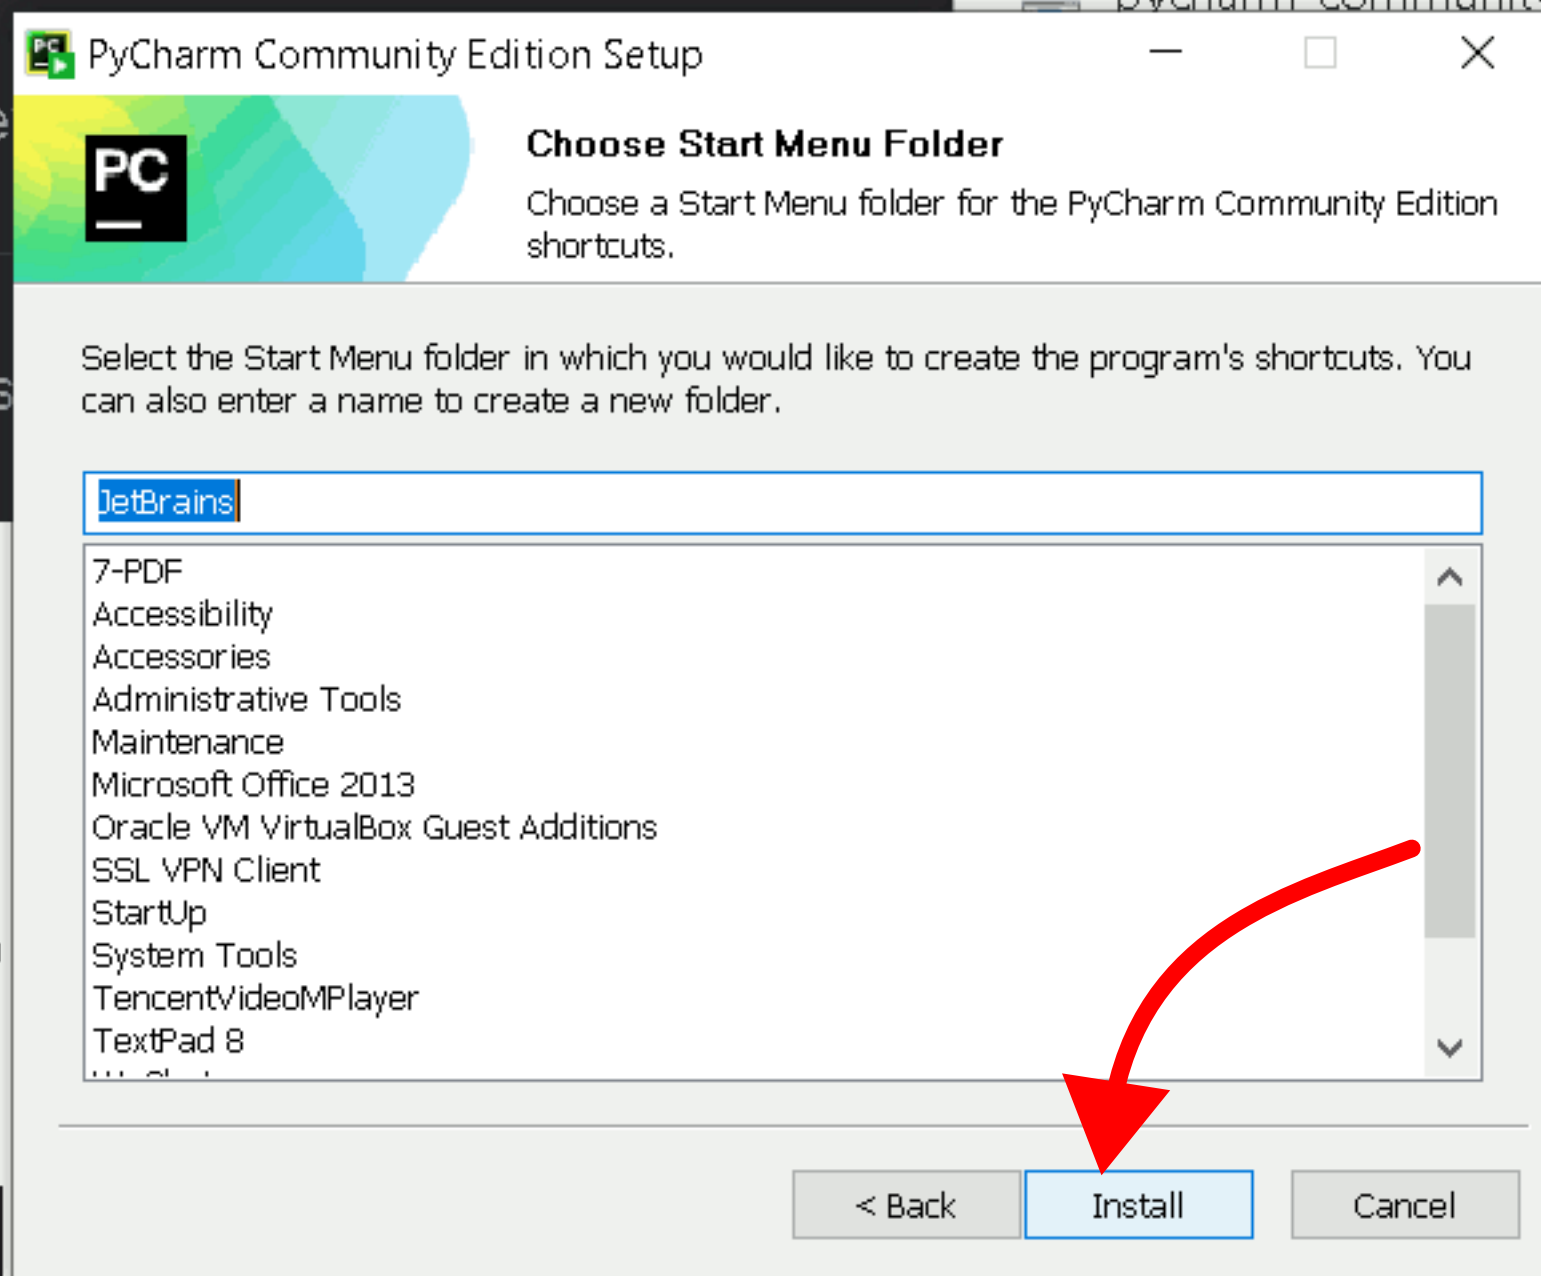 pycharm-community
PyCharm Community Edition Setup
PC
Choose Start Menu Folder
Choose a Start Menu folder for the PyCharm Community Edition
shortcuts.
Select the Start Menu folder in which you would like to create the program's shortcuts. You
can also enter a name to create a new folder.
JetBrains
7-PDF
Accessibility
Accessories
Administrative Tools
Maintenance
Microsoft Office 2013
Oracle VM VirtualBox Guest Additions
SSL VPN Client
StartUp
System Tools
TencentVideoMPlayer
TextPad 8
< Back
Install
Cancel